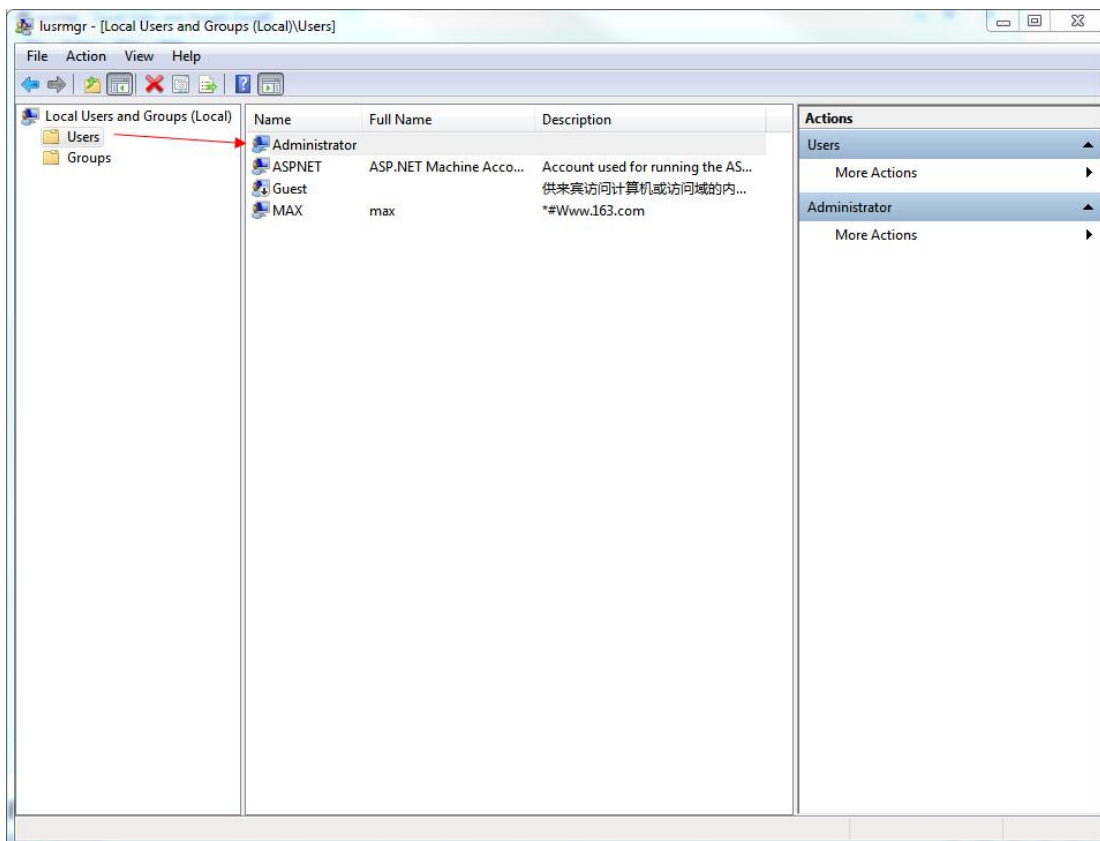 lusrmgr - [Local Users and Groups (Local)\Users]
File Action View Help
Local Users and Groups (Local)
Users
Groups
Name Full Name Description
Administrator
ASPNET ASP.NET Machine Acco... Account used for running the AS...
Guest 供来宾访问计算机或访问域的内...
MAX max *#Www.163.com
Actions
Users
More Actions
Administrator
More Actions